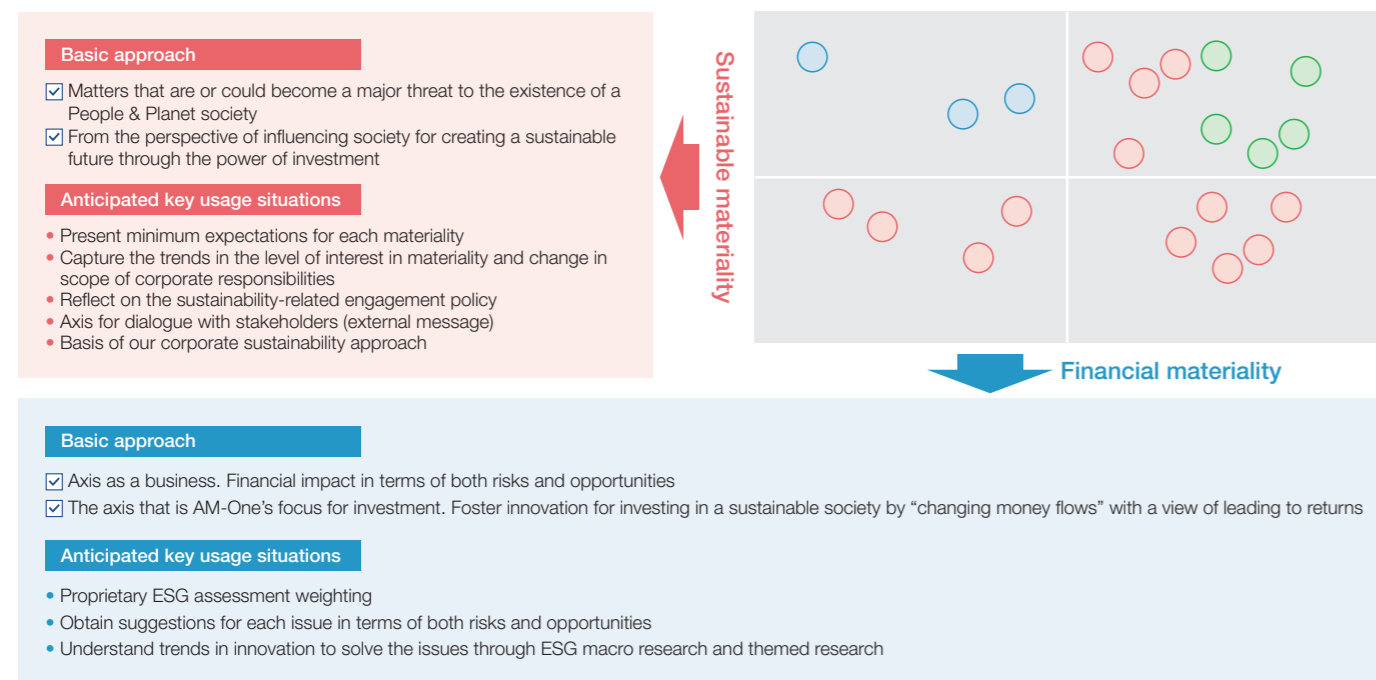 Basic approach
Matters that are or could become a major threat to the existence of a
People & Planet society
From the perspective of influencing society for creating a sustainable
future through the power of investment
Anticipated key usage situations
• Present minimum expectations for each materiality
• Capture the trends in the level of interest in materiality and change in
scope of corporate responsibilities
• Reflect on the sustainability-related engagement policy
• Axis for dialogue with stakeholders (external message)
• Basis of our corporate sustainability approach
Sustainable materiality
Financial materiality
Basic approach
Axis as a business. Financial impact in terms of both risks and opportunities
The axis that is AM-One’s focus for investment. Foster innovation for investing in a sustainable society by “changing money flows” with a view of leading to returns
Anticipated key usage situations
• Proprietary ESG assessment weighting
• Obtain suggestions for each issue in terms of both risks and opportunities
• Understand trends in innovation to solve the issues through ESG macro research and themed research